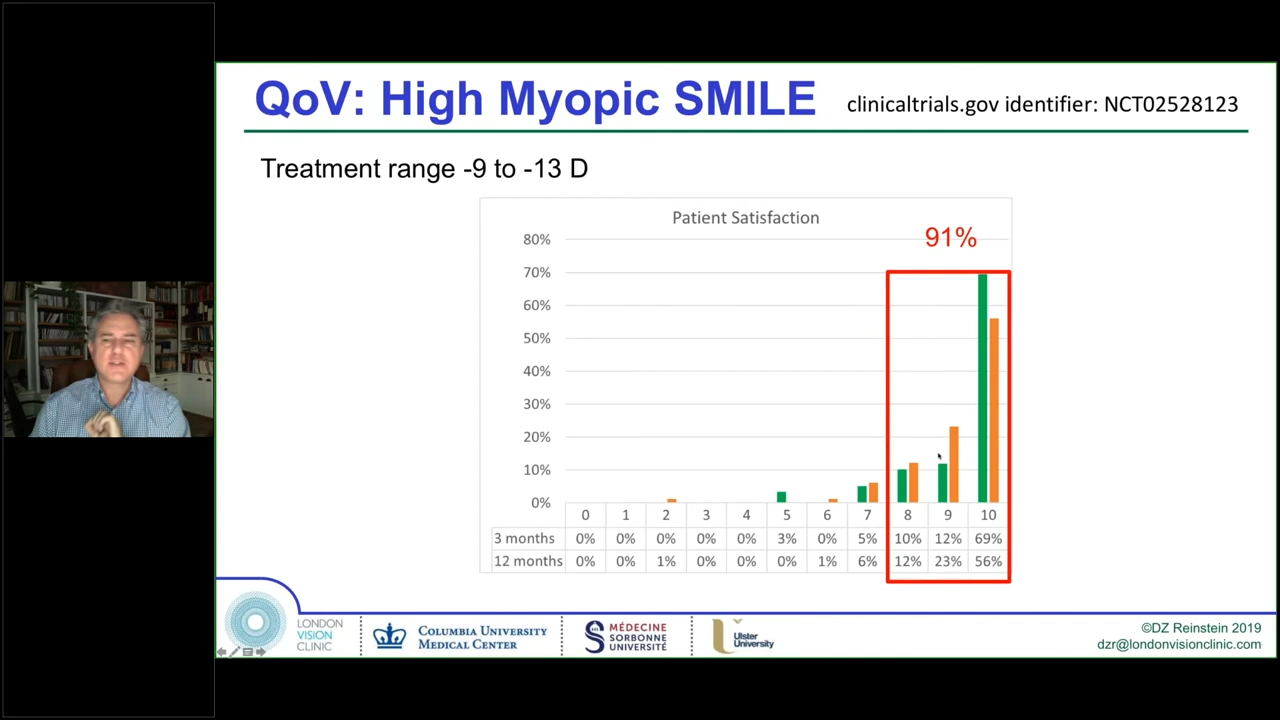 QoV: High Myopic SMILE
clinicaltrials.gov identifier: NCT02528123
Treatment range -9 to -13 D
Patient Satisfaction
91%
80%
70%
60%
50%
40%
30%
20%
10%
0%
0 1 2 3 4 5 6 7 8 9 10
3 months 0% 0% 0% 0% 0% 3% 0% 5% 10% 12% 69%
12 months 0% 0% 1% 0% 0% 0% 1% 6% 12% 23% 56%
LONDON
VISION
CLINIC
COLUMBIA UNIVERSITY
MEDICAL CENTER
MÉDECINE
SORBONNE
UNIVERSITÉ
Ulster
University
©DZ Reinstein 2019
dzr@londonvisionclinic.com